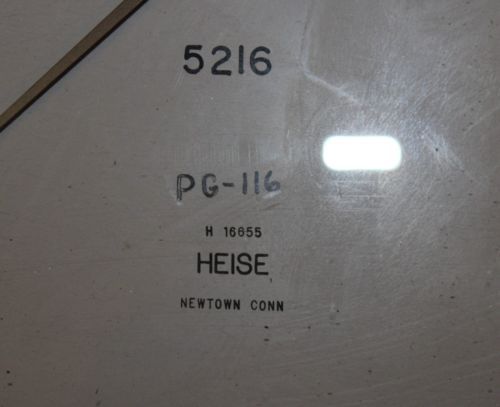 5216
PG-116
H 16655
HEISE
NEWTOWN CONN